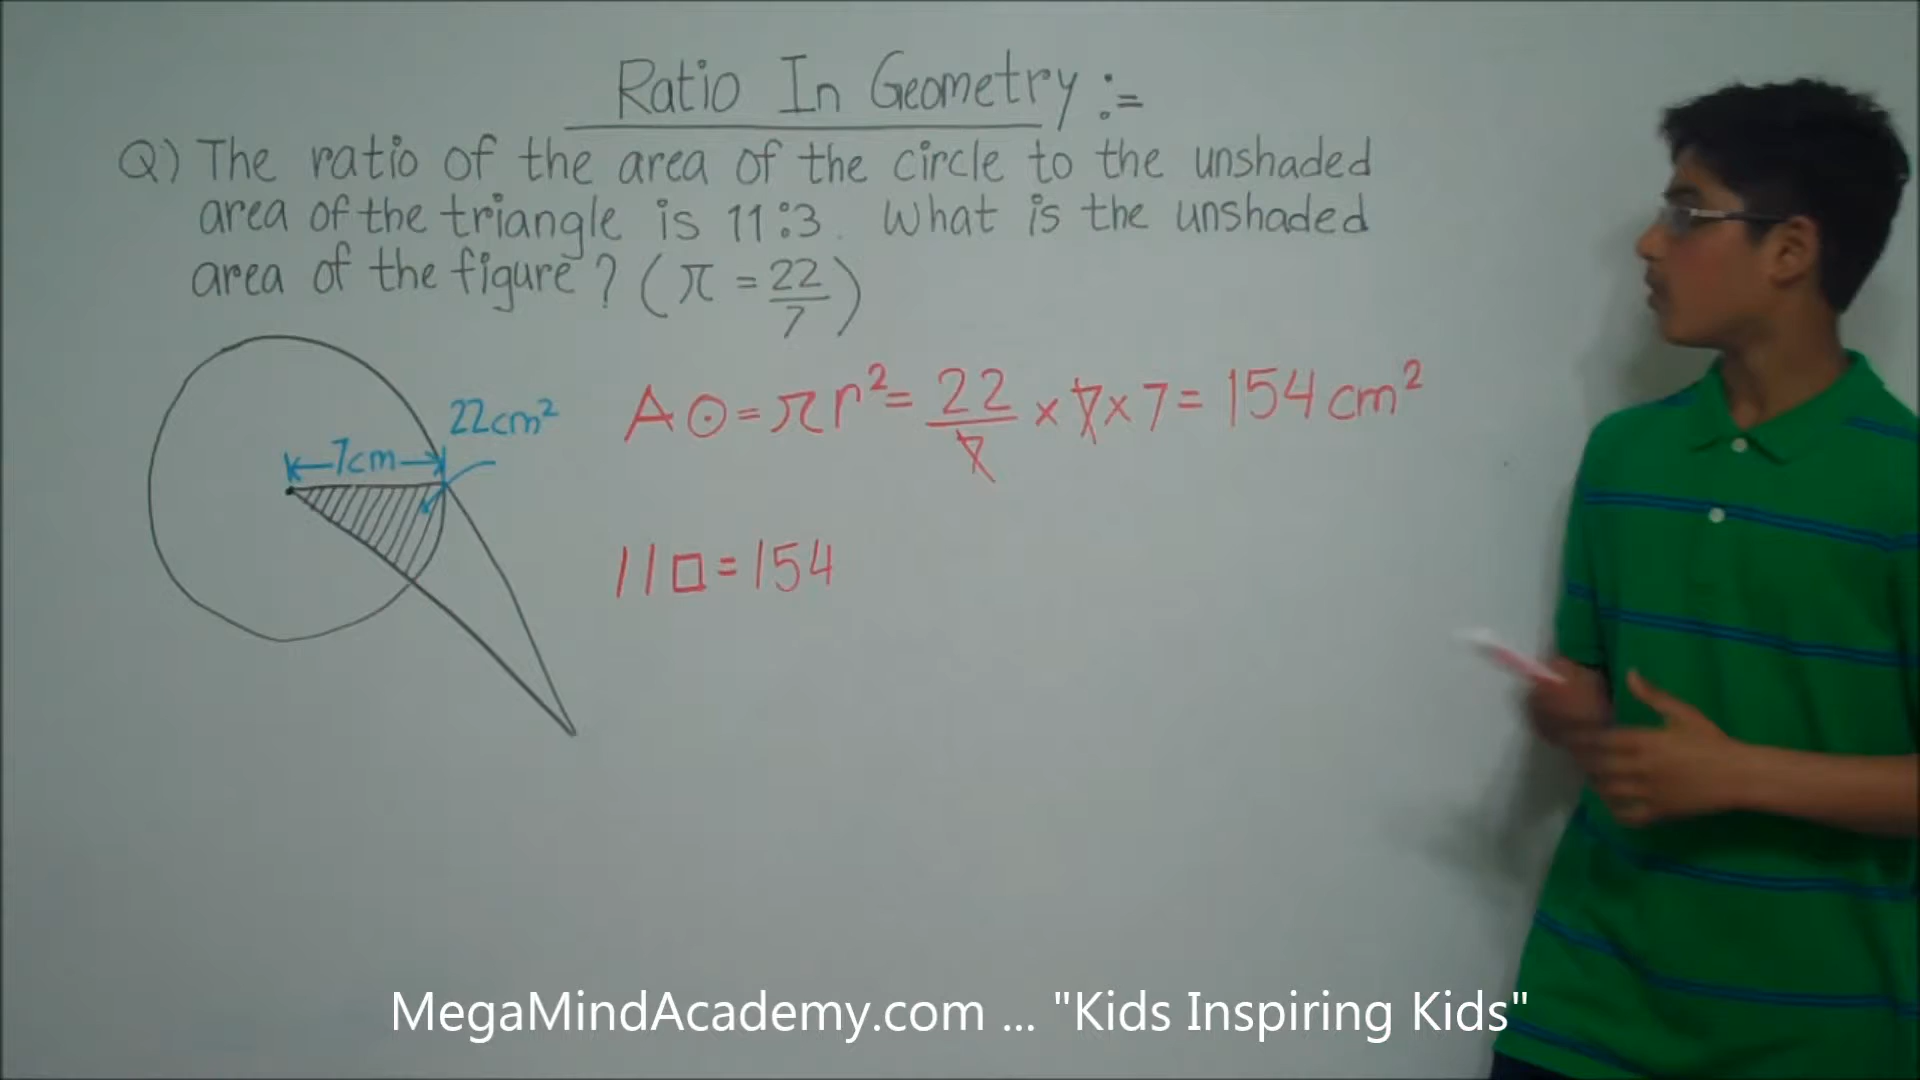 Ratio In Geometry :=
Q) The ratio of the area of the circle to the unshaded
area of the triangle is 11:3. What is the unshaded
area of the figure? (π = 22/7)
22cm²
7cm
A⊙ = πr² = 22/7 × 7 × 7 = 154 cm²
11□ = 154
MegaMindAcademy.com ... "Kids Inspiring Kids"